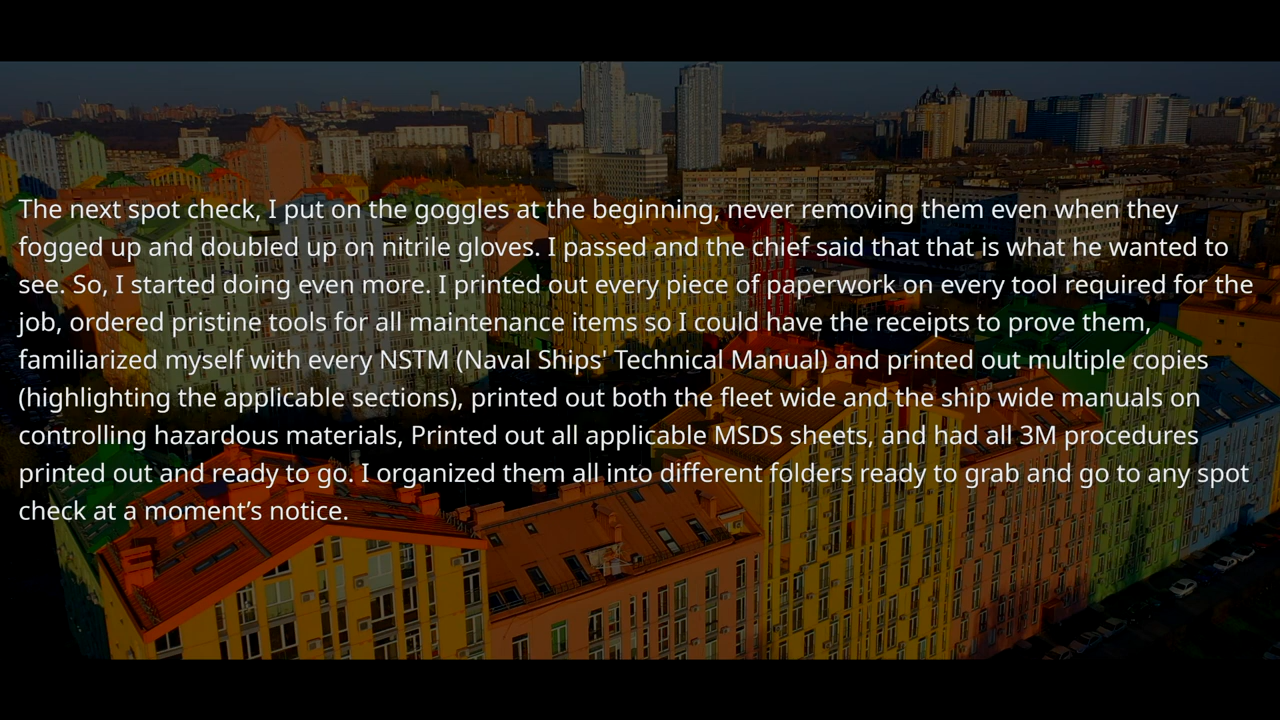 The next spot check, I put on the goggles at the beginning, never removing them even when they
fogged up and doubled up on nitrile gloves. I passed and the chief said that that is what he wanted to
see. So, I started doing even more. I printed out every piece of paperwork on every tool required for the
job, ordered pristine tools for all maintenance items so I could have the receipts to prove them,
familiarized myself with every NSTM (Naval Ships' Technical Manual) and printed out multiple copies
(highlighting the applicable sections), printed out both the fleet wide and the ship wide manuals on
controlling hazardous materials, Printed out all applicable MSDS sheets, and had all 3M procedures
printed out and ready to go. I organized them all into different folders ready to grab and go to any spot
check at a moment’s notice.